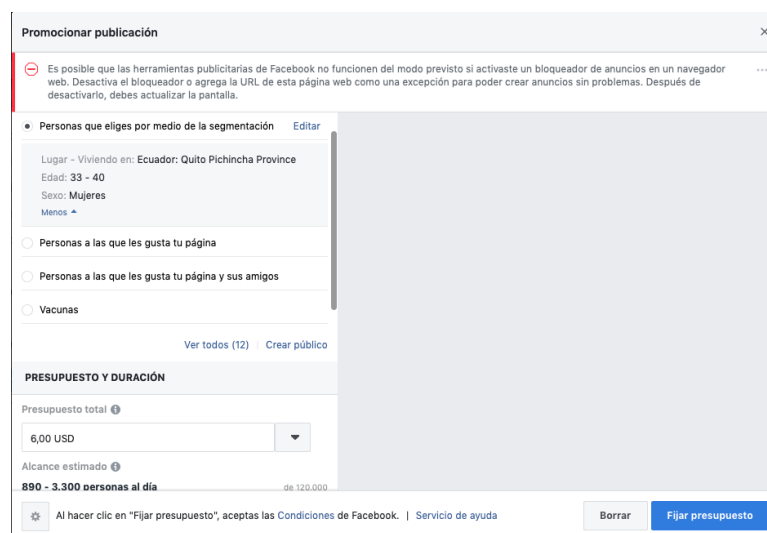 Promocionar publicación
Es posible que las herramientas publicitarias de Facebook no funcionen del modo previsto si activaste un bloqueador de anuncios en un navegador
web. Desactiva el bloqueador o agrega la URL de esta página web como una excepción para poder crear anuncios sin problemas. Después de
desactivarlo, debes actualizar la pantalla.
Personas que eliges por medio de la segmentación Editar
Lugar - Viviendo en: Ecuador: Quito Pichincha Province
Edad: 33 - 40
Sexo: Mujeres
Menos
Personas a las que les gusta tu página
Personas a las que les gusta tu página y sus amigos
Vacunas
Ver todos (12) | Crear público
PRESUPUESTO Y DURACIÓN
Presupuesto total
6,00 USD
Alcance estimado
890 - 3.300 personas al día de 120.000
Al hacer clic en "Fijar presupuesto", aceptas las Condiciones de Facebook. | Servicio de ayuda Borrar Fijar presupuesto